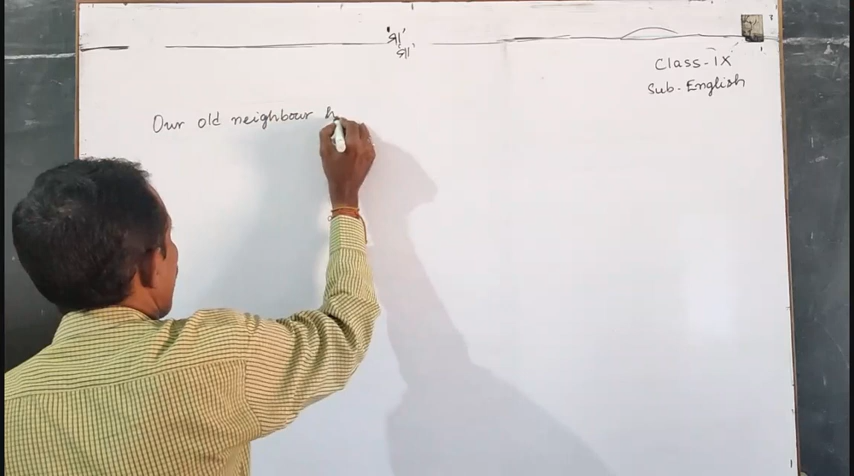 श्री
श्री
Class-IX
Sub-English
Our old neighbour h